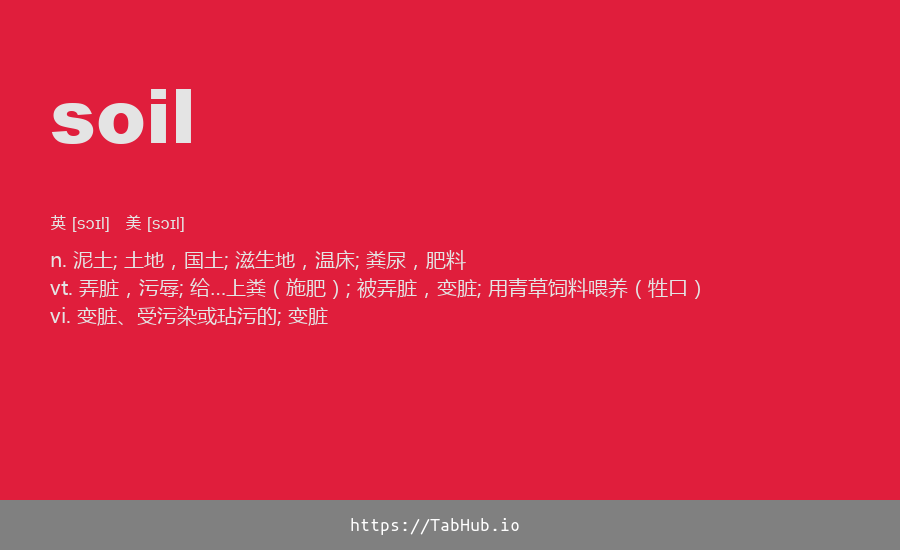 soil
英 [sɔɪl] 美 [sɔɪl]
n. 泥土; 土地，国土; 滋生地，温床; 粪尿，肥料
vt. 弄脏，污辱; 给…上粪（施肥）; 被弄脏，变脏; 用青草饲料喂养（牲口）
vi. 变脏、受污染或玷污的; 变脏
https://TabHub.io